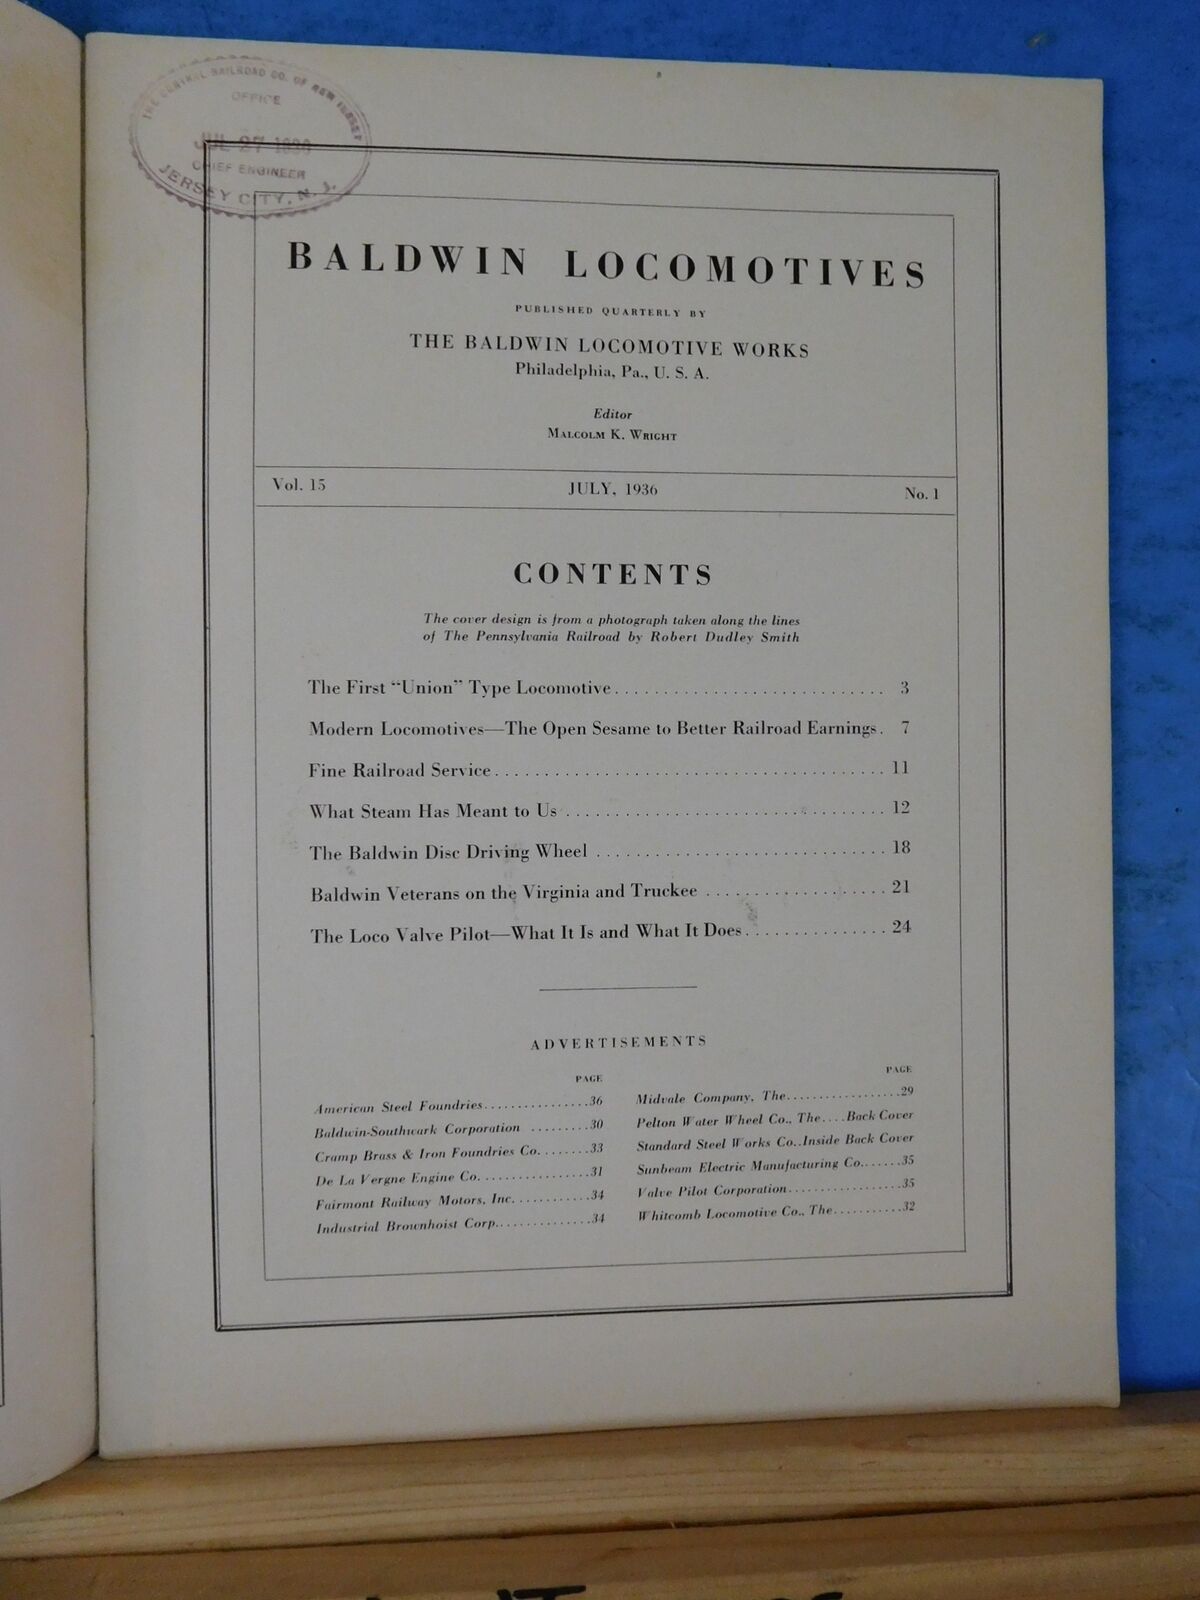 THE CENTRAL RAILROAD CO. OF NEW JERSEY
OFFICE
JUL 27 1936
CHIEF ENGINEER
JERSEY CITY, N. J.
BALDWIN LOCOMOTIVES
PUBLISHED QUARTERLY BY
THE BALDWIN LOCOMOTIVE WORKS
Philadelphia, Pa., U. S. A.
Editor
MALCOLM K. WRIGHT
Vol. 15 JULY, 1936 No. 1
CONTENTS
The cover design is from a photograph taken along the lines
of The Pennsylvania Railroad by Robert Dudley Smith
The First "Union" Type Locomotive........................... 3
Modern Locomotives—The Open Sesame to Better Railroad Earnings. 7
Fine Railroad Service....................................... 11
What Steam Has Meant to Us ................................ 12
The Baldwin Disc Driving Wheel ............................. 18
Baldwin Veterans on the Virginia and Truckee .................. 21
The Loco Valve Pilot—What It Is and What It Does............... 24
ADVERTISEMENTS
PAGE
American Steel Foundries................36
Baldwin-Southwark Corporation .........30
Cramp Brass & Iron Foundries Co........33
De La Vergne Engine Co.................31
Fairmont Railway Motors, Inc............34
Industrial Brownhoist Corp...............34
PAGE
Midvale Company, The..................29
Pelton Water Wheel Co., The....Back Cover
Standard Steel Works Co..Inside Back Cover
Sunbeam Electric Manufacturing Co.......35
Valve Pilot Corporation..................35
Whitcomb Locomotive Co., The...........32